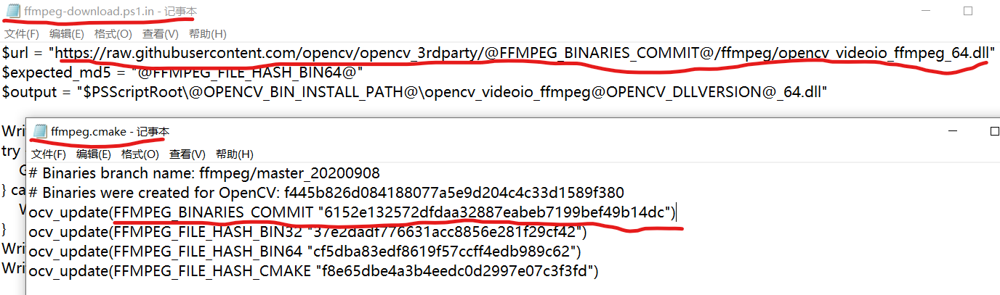 ffmpeg-download.ps1.in - 记事本
文件(F) 编辑(E) 格式(O) 查看(V) 帮助(H)
$url = "https://raw.githubusercontent.com/opencv/opencv_3rdparty/@FFMPEG_BINARIES_COMMIT@/ffmpeg/opencv_videoio_ffmpeg_64.dll"
$expected_md5 = "@FFMPEG_FILE_HASH_BIN64@"
$output = "$PSScriptRoot\@OPENCV_BIN_INSTALL_PATH@\opencv_videoio_ffmpeg@OPENCV_DLLVERSION@_64.dll"
Wri
try
} ca
}
Wri
Wri
ffmpeg.cmake - 记事本
文件(F) 编辑(E) 格式(O) 查看(V) 帮助(H)
# Binaries branch name: ffmpeg/master_20200908
# Binaries were created for OpenCV: f445b826d084188077a5e9d204c4c33d1589f380
ocv_update(FFMPEG_BINARIES_COMMIT "6152e132572dfdaa32887eabeb7199bef49b14dc")
ocv_update(FFMPEG_FILE_HASH_BIN32 "37e2dadf776631acc8856e281f29cf42")
ocv_update(FFMPEG_FILE_HASH_BIN64 "cf5dba83edf8619f57ccff4edb989c62")
ocv_update(FFMPEG_FILE_HASH_CMAKE "f8e65dbe4a3b4eedc0d2997e07c3f3fd")